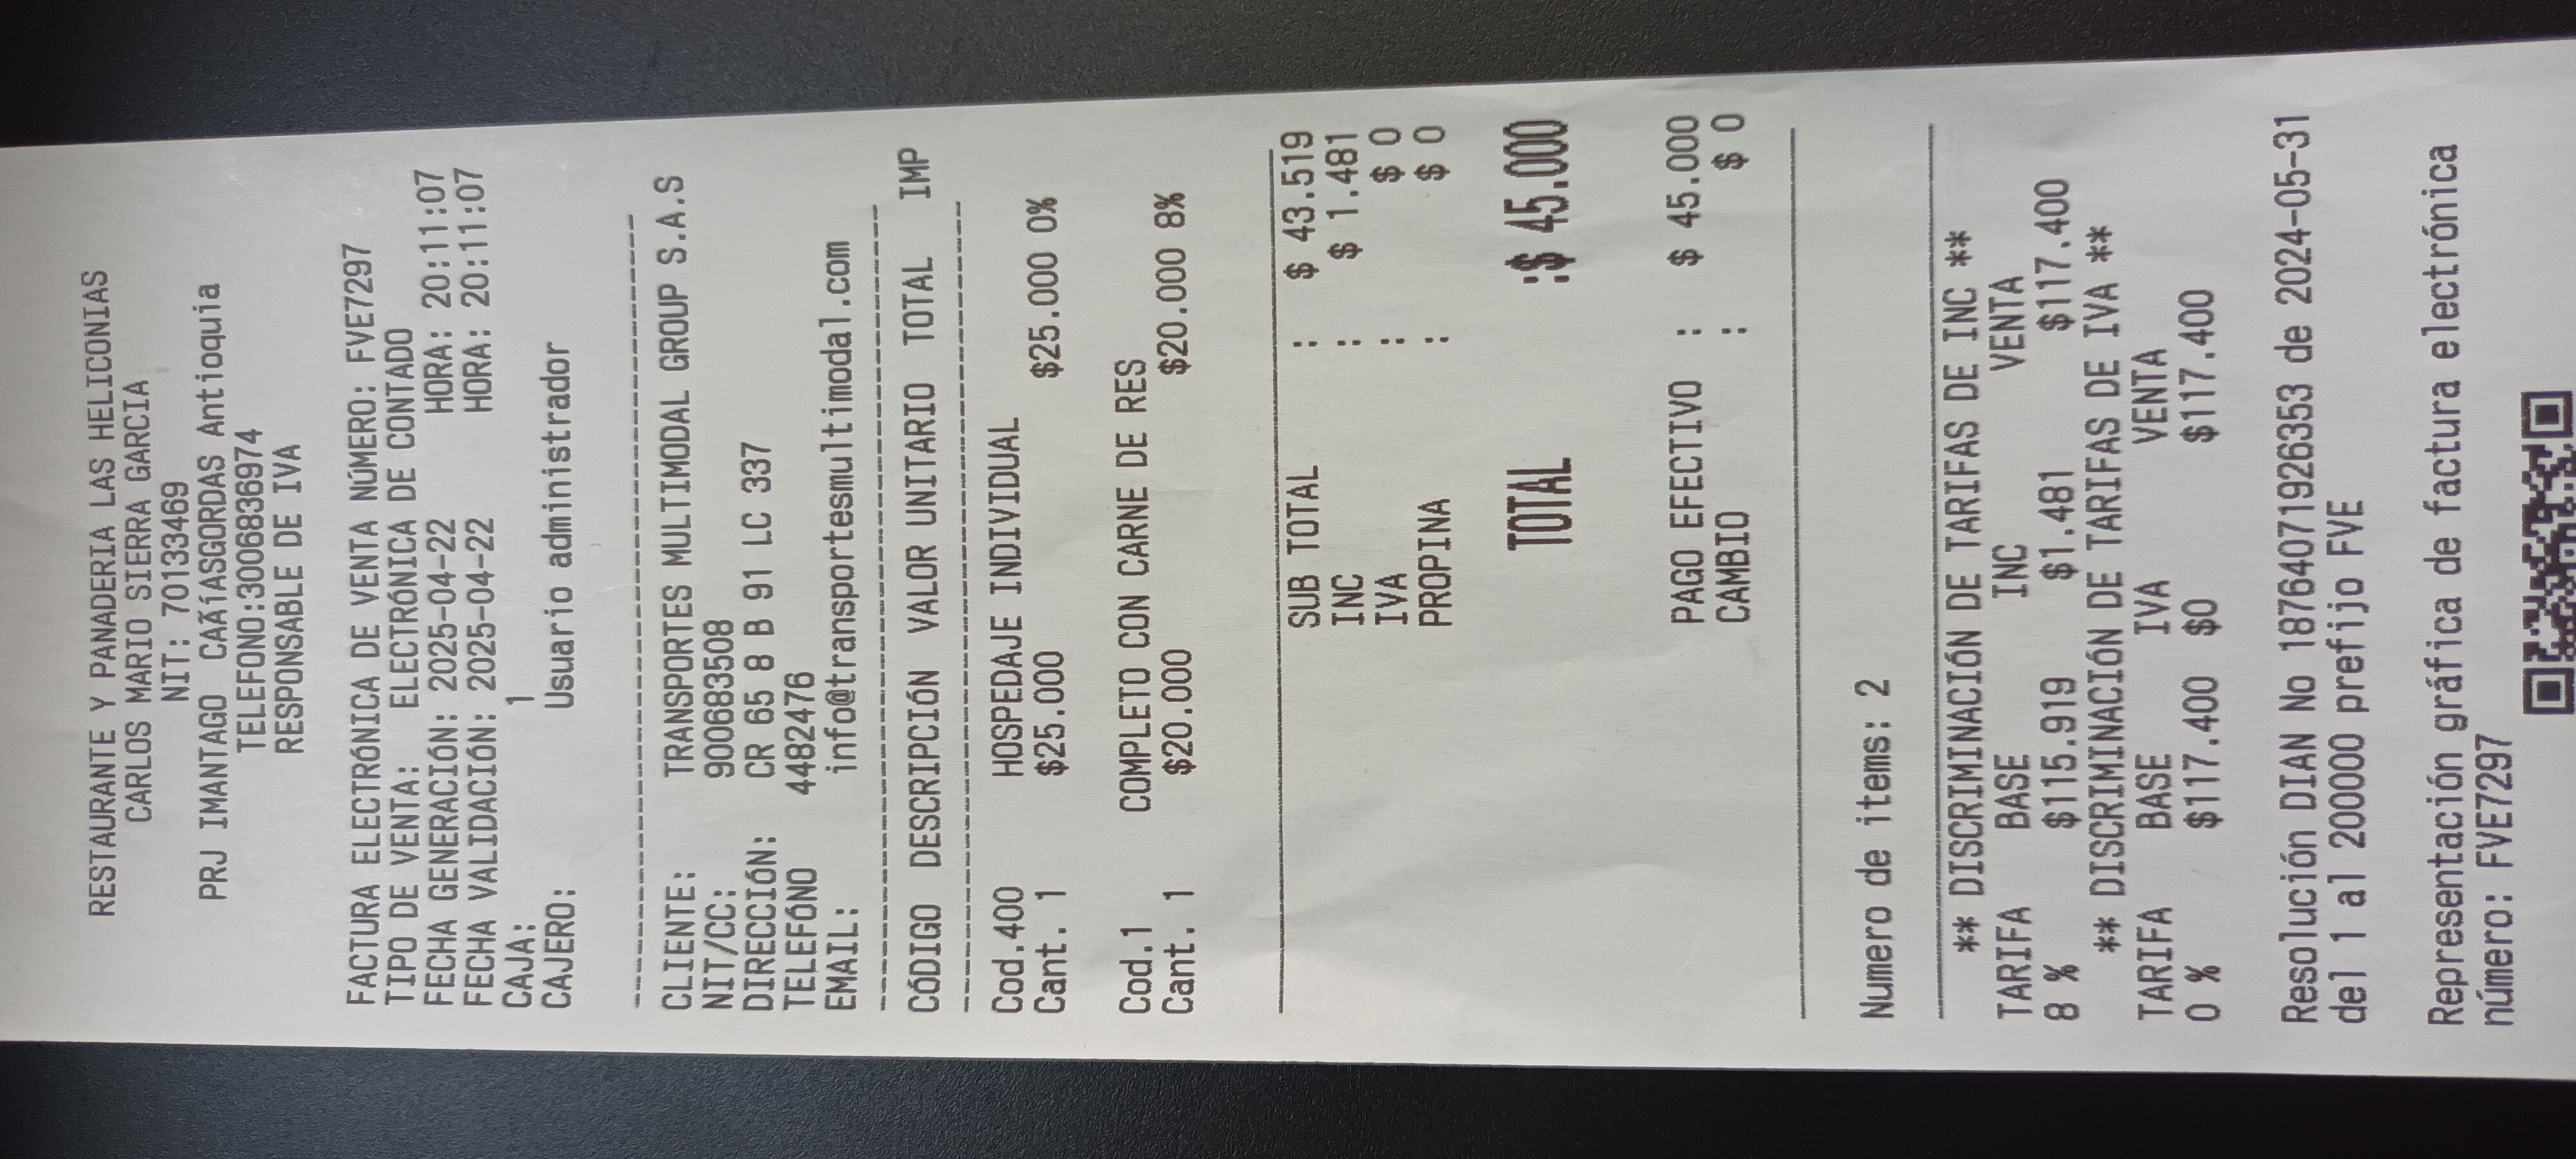 RESTAURANTE Y PANADERIA LAS HELICONIAS
CARLOS MARIO SIERRA GARCIA
NIT: 70133469
PRJ IMANTAGO CAÃ­ASGORDAS Antioquia
TELEFONO:3006836974
RESPONSABLE DE IVA
FACTURA ELECTRÓNICA DE VENTA NÚMERO: FVE7297
TIPO DE VENTA: ELECTRÓNICA DE CONTADO
FECHA GENERACIÓN: 2025-04-22 HORA: 20:11:07
FECHA VALIDACIÓN: 2025-04-22 HORA: 20:11:07
CAJA: 1
CAJERO: Usuario administrador
CLIENTE: TRANSPORTES MULTIMODAL GROUP S.A.S
NIT/CC: 900683508
DIRECCIÓN: CR 65 8 B 91 LC 337
TELEFÓNO 4482476
EMAIL: info@transportesmultimodal.com
CÓDIGO DESCRIPCIÓN VALOR UNITARIO TOTAL IMP
Cod.400 HOSPEDAJE INDIVIDUAL
Cant. 1 $25.000 $25.000 0%
Cod.1 COMPLETO CON CARNE DE RES
Cant. 1 $20.000 $20.000 8%
SUB TOTAL : $ 43.519
INC : $ 1.481
IVA : $ 0
PROPINA : $ 0
TOTAL :$ 45.000
PAGO EFECTIVO : $ 45.000
CAMBIO : $ 0
Numero de items: 2
** DISCRIMINACIÓN DE TARIFAS DE INC **
TARIFA BASE INC VENTA
8 % $115.919 $1.481 $117.400
** DISCRIMINACIÓN DE TARIFAS DE IVA **
TARIFA BASE IVA VENTA
0 % $117.400 $0 $117.400
Resolución DIAN No 18764071926353 de 2024-05-31
del 1 al 200000 prefijo FVE
Representación gráfica de factura electrónica
número: FVE7297